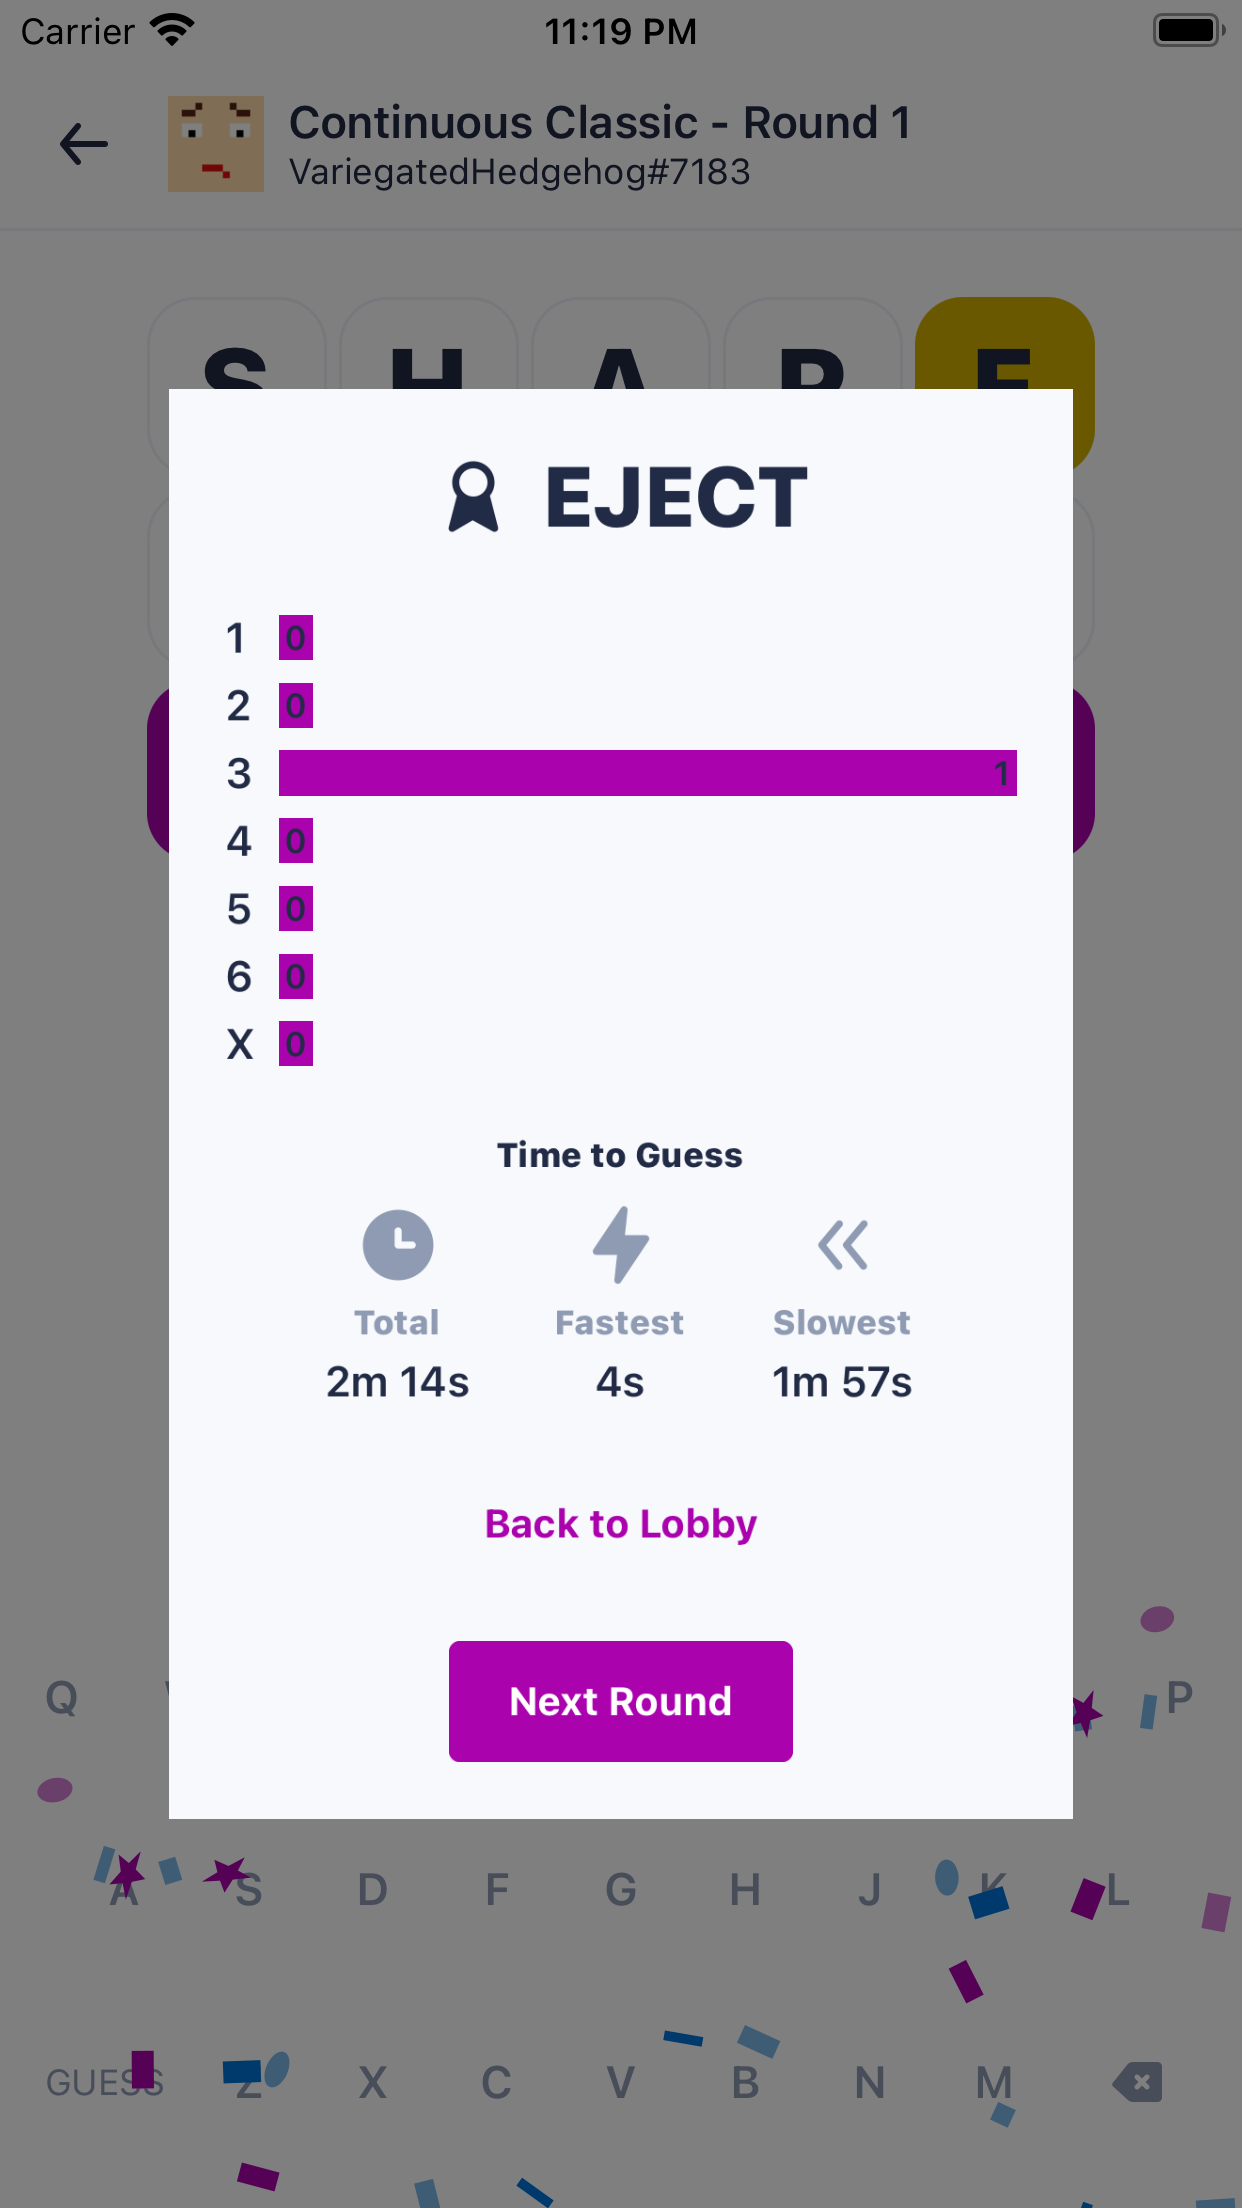 Carrier 11:19 PM
Continuous Classic - Round 1
VariegatedHedgehog#7183
S H A P E
EJECT
1 0
2 0
3 1
4 0
5 0
6 0
X 0
Time to Guess
Total Fastest Slowest
2m 14s 4s 1m 57s
Back to Lobby
Next Round
Q P
A S D F G H J K L
GUESS Z X C V B N M